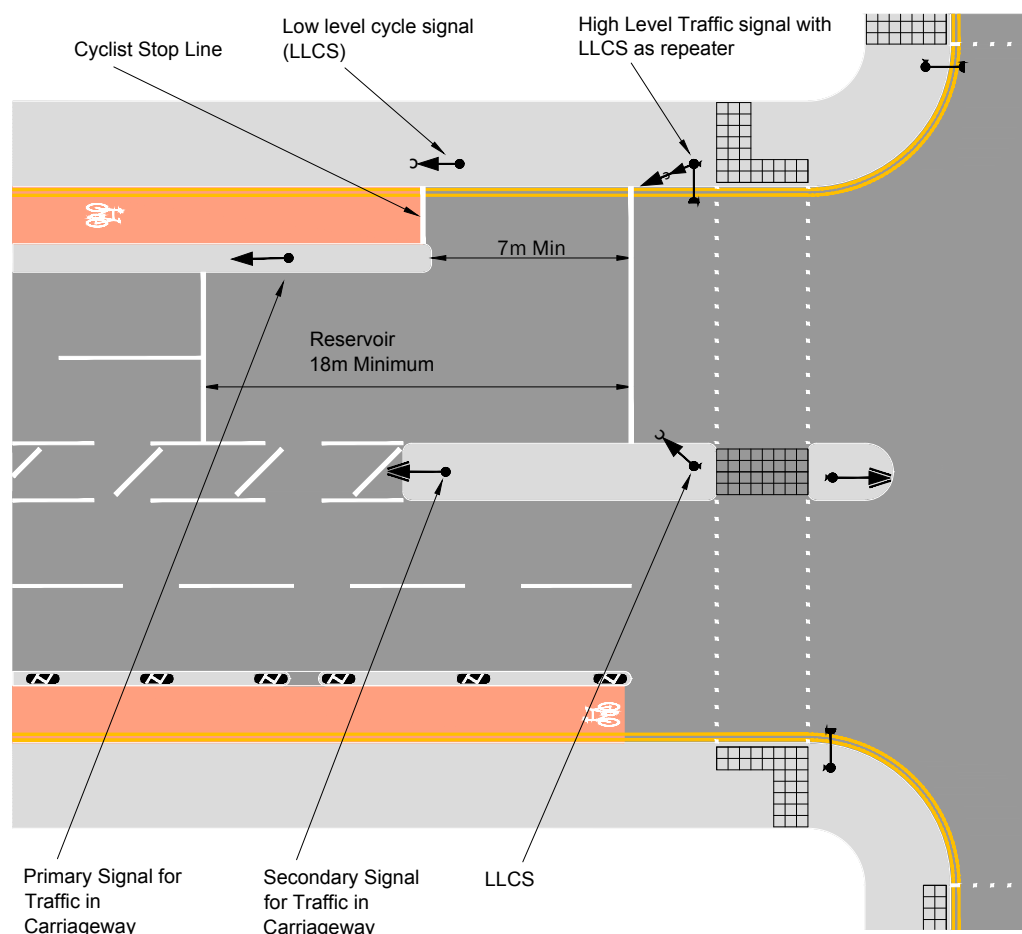 Low level cycle signal
(LLCS)
High Level Traffic signal with
LLCS as repeater
Cyclist Stop Line
7m Min
Reservoir
18m Minimum
Primary Signal for
Traffic in
Carriageway
Secondary Signal
for Traffic in
Carriageway
LLCS